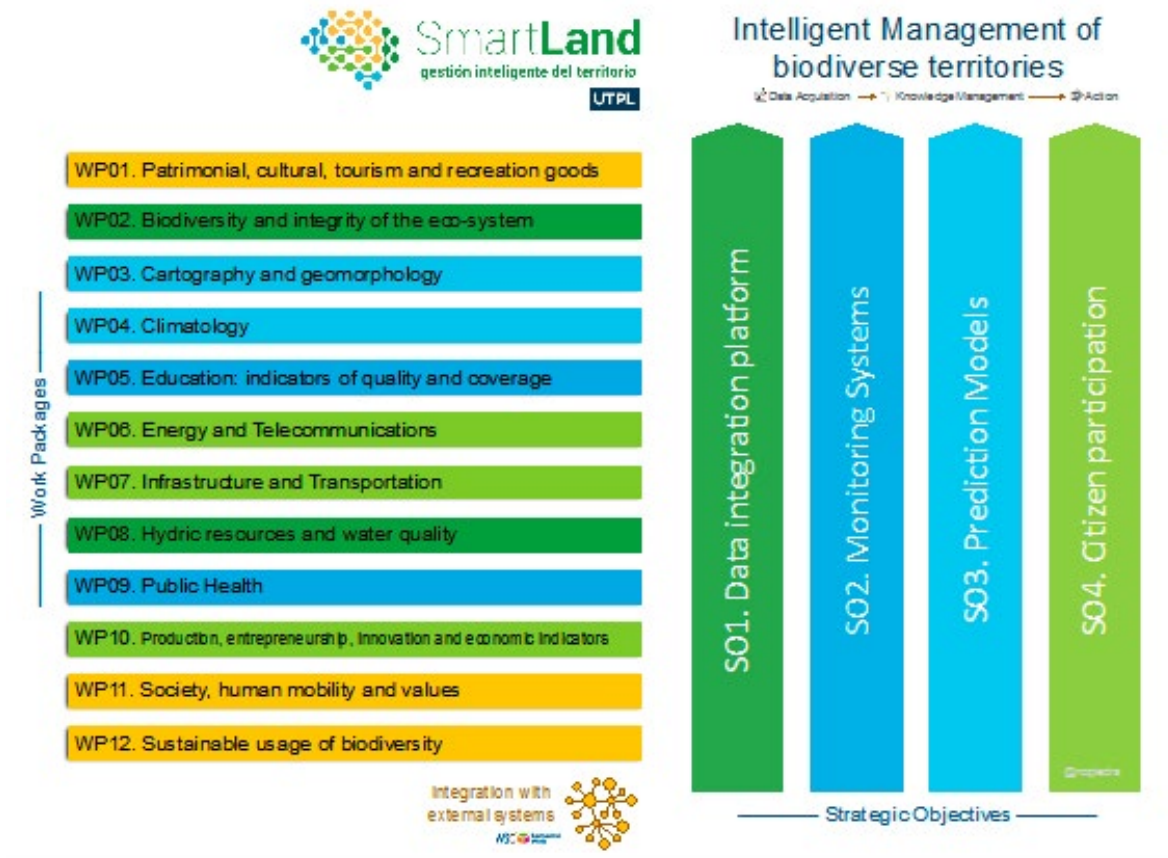 SmartLand
gestión inteligente del territorio
UTPL
Intelligent Management of
biodiverse territories
Data Acquisition
Knowledge Management
Action
WP01. Patrimonial, cultural, tourism and recreation goods
WP02. Biodiversity and integrity of the eco-system
WP03. Cartography and geomorphology
WP04. Climatology
WP05. Education: indicators of quality and coverage
WP06. Energy and Telecommunications
WP07. Infrastructure and Transportation
WP08. Hydric resources and water quality
WP09. Public Health
WP10. Production, entrepreneurship, innovation and economic indicators
WP11. Society, human mobility and values
WP12. Sustainable usage of biodiversity
Work Packages
Integration with
external systems
SO1. Data integration platform
SO2. Monitoring Systems
SO3. Prediction Models
SO4. Citizen participation
Strategic Objectives